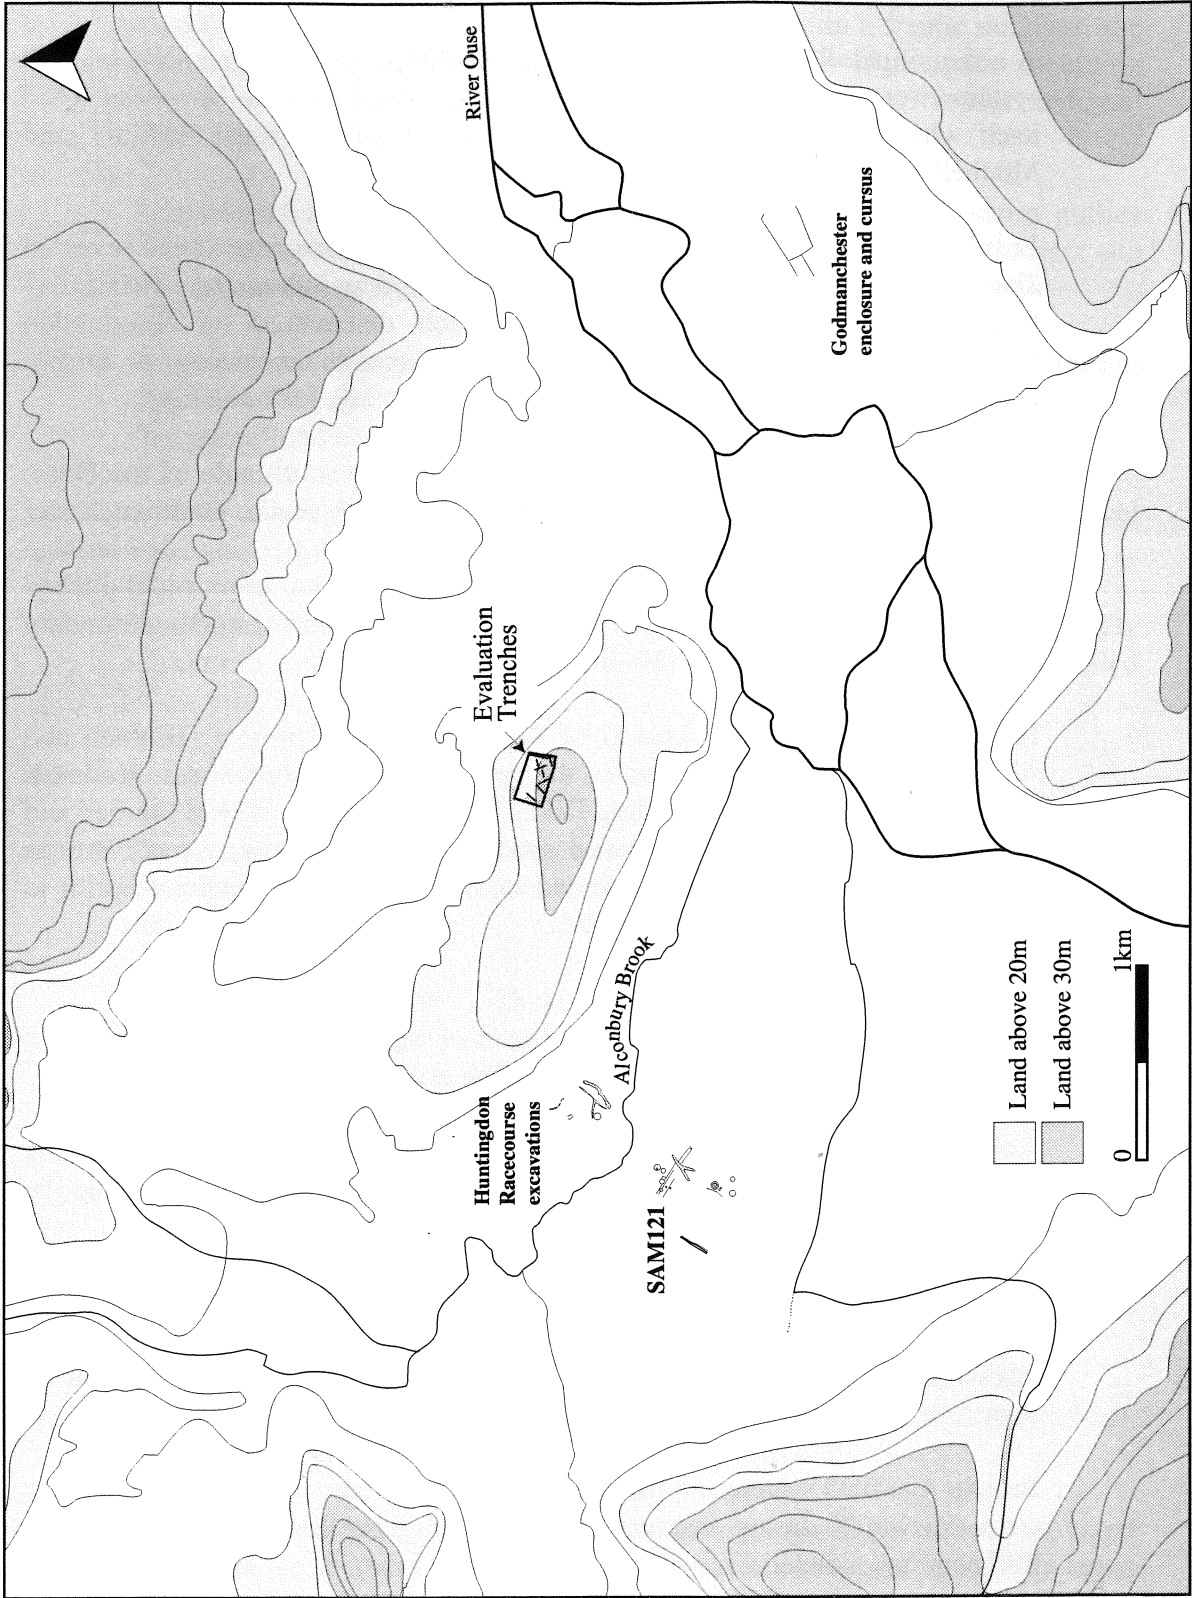 River Ouse
Godmanchester
enclosure and cursus
Evaluation
Trenches
Alconbury Brook
Huntingdon
Racecourse
excavations
SAM121
Land above 20m
Land above 30m
0 1km